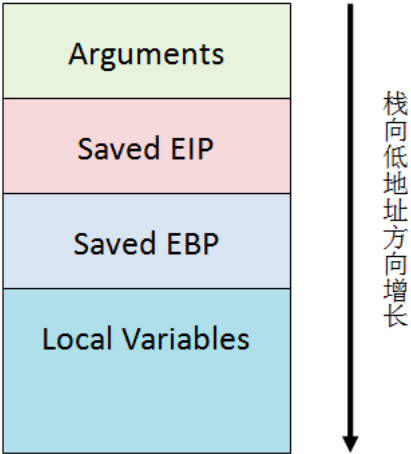 Arguments
Saved EIP
Saved EBP
Local Variables
栈向低地址方向增长